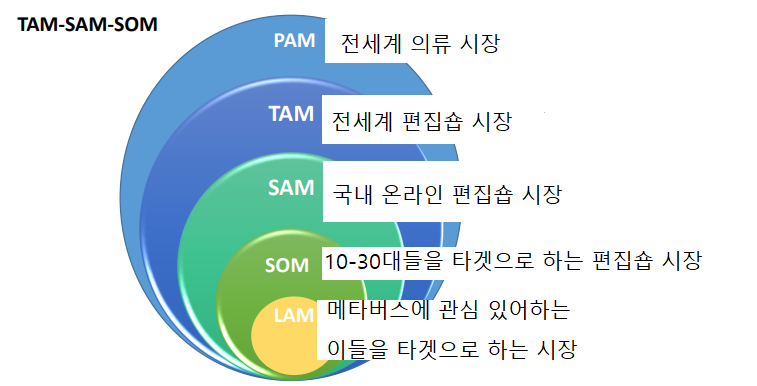 TAM-SAM-SOM
PAM 전세계 의류 시장
TAM 전세계 편집숍 시장
SAM 국내 온라인 편집숍 시장
SOM 10-30대들을 타겟으로 하는 편집숍 시장
LAM 메타버스에 관심 있어하는
이들을 타겟으로 하는 시장